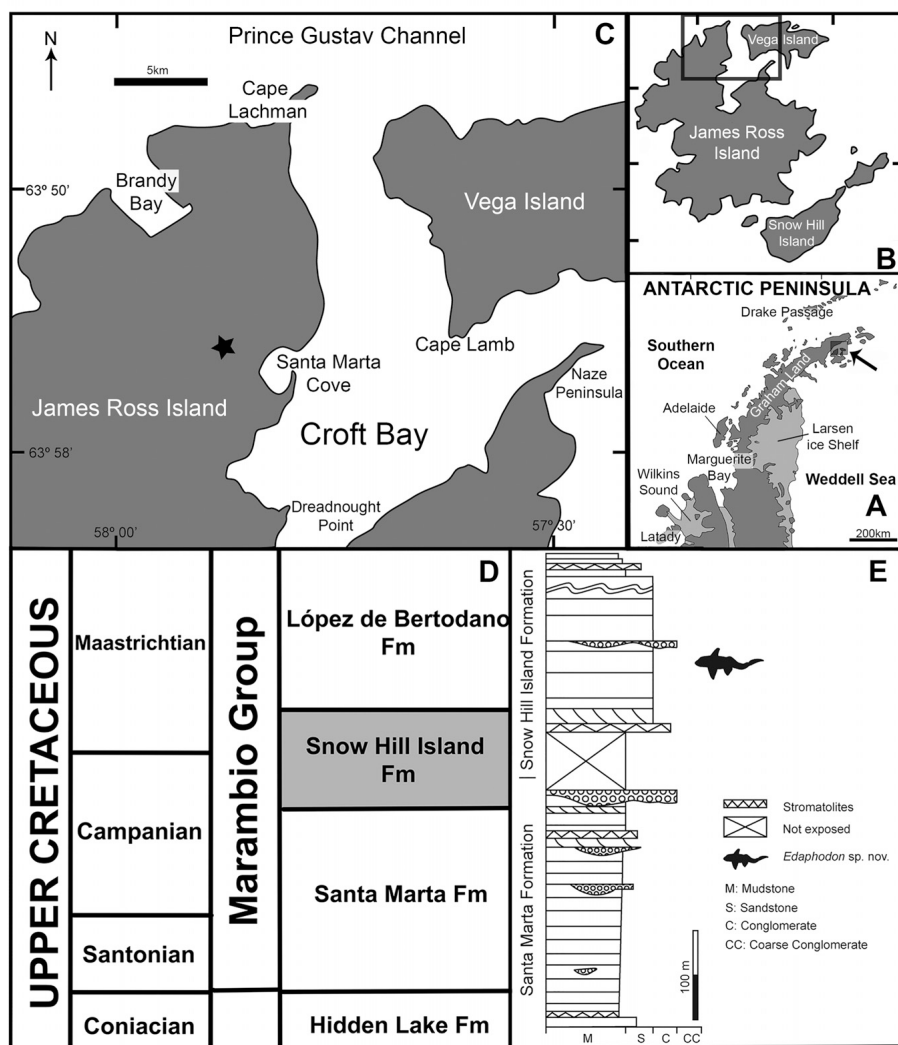 N
Prince Gustav Channel
C
5km
Cape
Lachman
Brandy
Bay
63º 50'
Vega Island
Santa Marta
Cove
Cape Lamb
Naze
Peninsula
James Ross Island
Croft Bay
63º 58'
Dreadnought
Point
58º 00'
57º 30'
Vega Island
James Ross
Island
Snow Hill
Island
B
ANTARCTIC PENINSULA
Drake Passage
Southern
Ocean
Graham Land
Adelaide
Larsen
ice Shelf
Marguerite
Bay
Wilkins
Sound
Weddell Sea
A
Latady
200km
D
UPPER CRETACEOUS
Maastrichtian
Campanian
Santonian
Coniacian
Marambio Group
López de Bertodano
Fm
Snow Hill Island
Fm
Santa Marta Fm
Hidden Lake Fm
E
Snow Hill Island Formation
Santa Marta Formation
Stromatolites
Not exposed
Edaphodon sp. nov.
M: Mudstone
S: Sandstone
C: Conglomerate
CC: Coarse Conglomerate
100 m
M S C CC